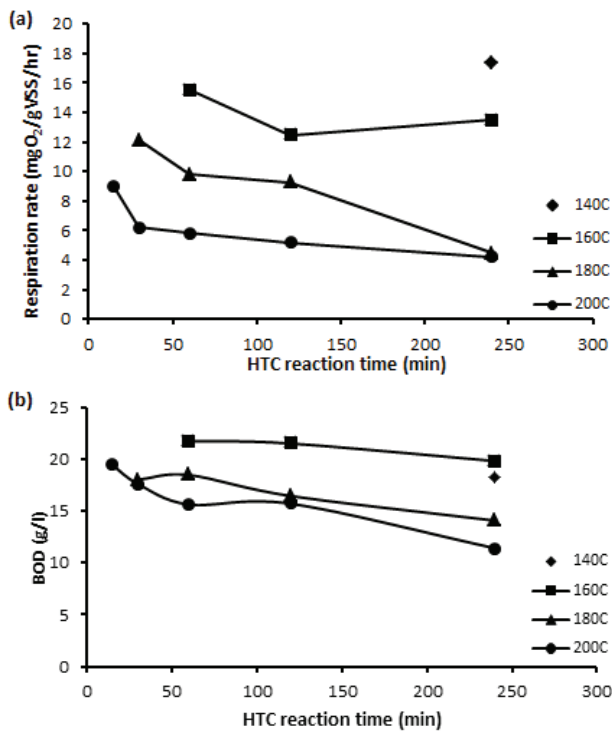 (a)
Respiration rate (mgO₂/gVSS/hr)
20
18
16
14
12
10
8
6
4
2
0
0 50 100 150 200 250 300
HTC reaction time (min)
140C
160C
180C
200C
(b)
BOD (g/l)
25
20
15
10
5
0
0 50 100 150 200 250 300
HTC reaction time (min)
140C
160C
180C
200C